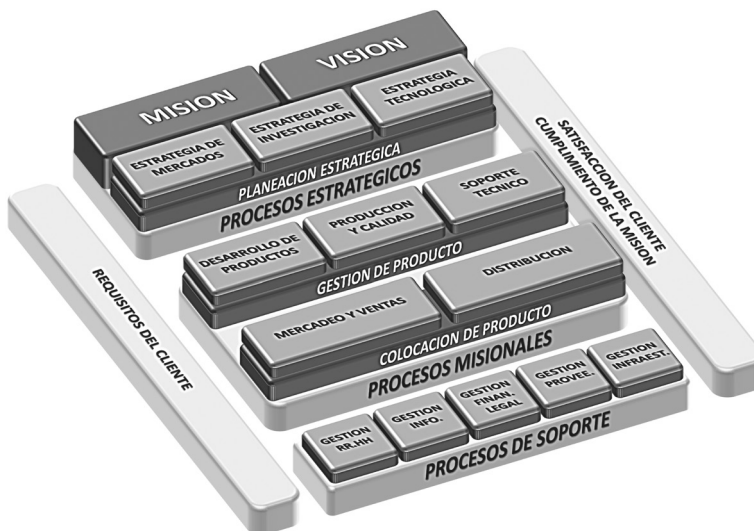 MISION
VISION
ESTRATEGIA DE
MERCADOS
ESTRATEGIA DE
INVESTIGACION
ESTRATEGIA
TECNOLOGICA
PLANEACION ESTRATEGICA
PROCESOS ESTRATEGICOS
DESARROLLO DE
PRODUCTOS
PRODUCCION
Y CALIDAD
SOPORTE
TECNICO
GESTION DE PRODUCTO
MERCADEO Y VENTAS
DISTRIBUCION
COLOCACION DE PRODUCTO
PROCESOS MISIONALES
GESTION
RR.HH
GESTION
INFO.
GESTION
FINAN.
LEGAL
GESTION
PROVEE.
GESTION
INFRAEST.
PROCESOS DE SOPORTE
REQUISITOS DEL CLIENTE
SATISFACCION DEL CLIENTE
CUMPLIMIENTO DE LA MISION